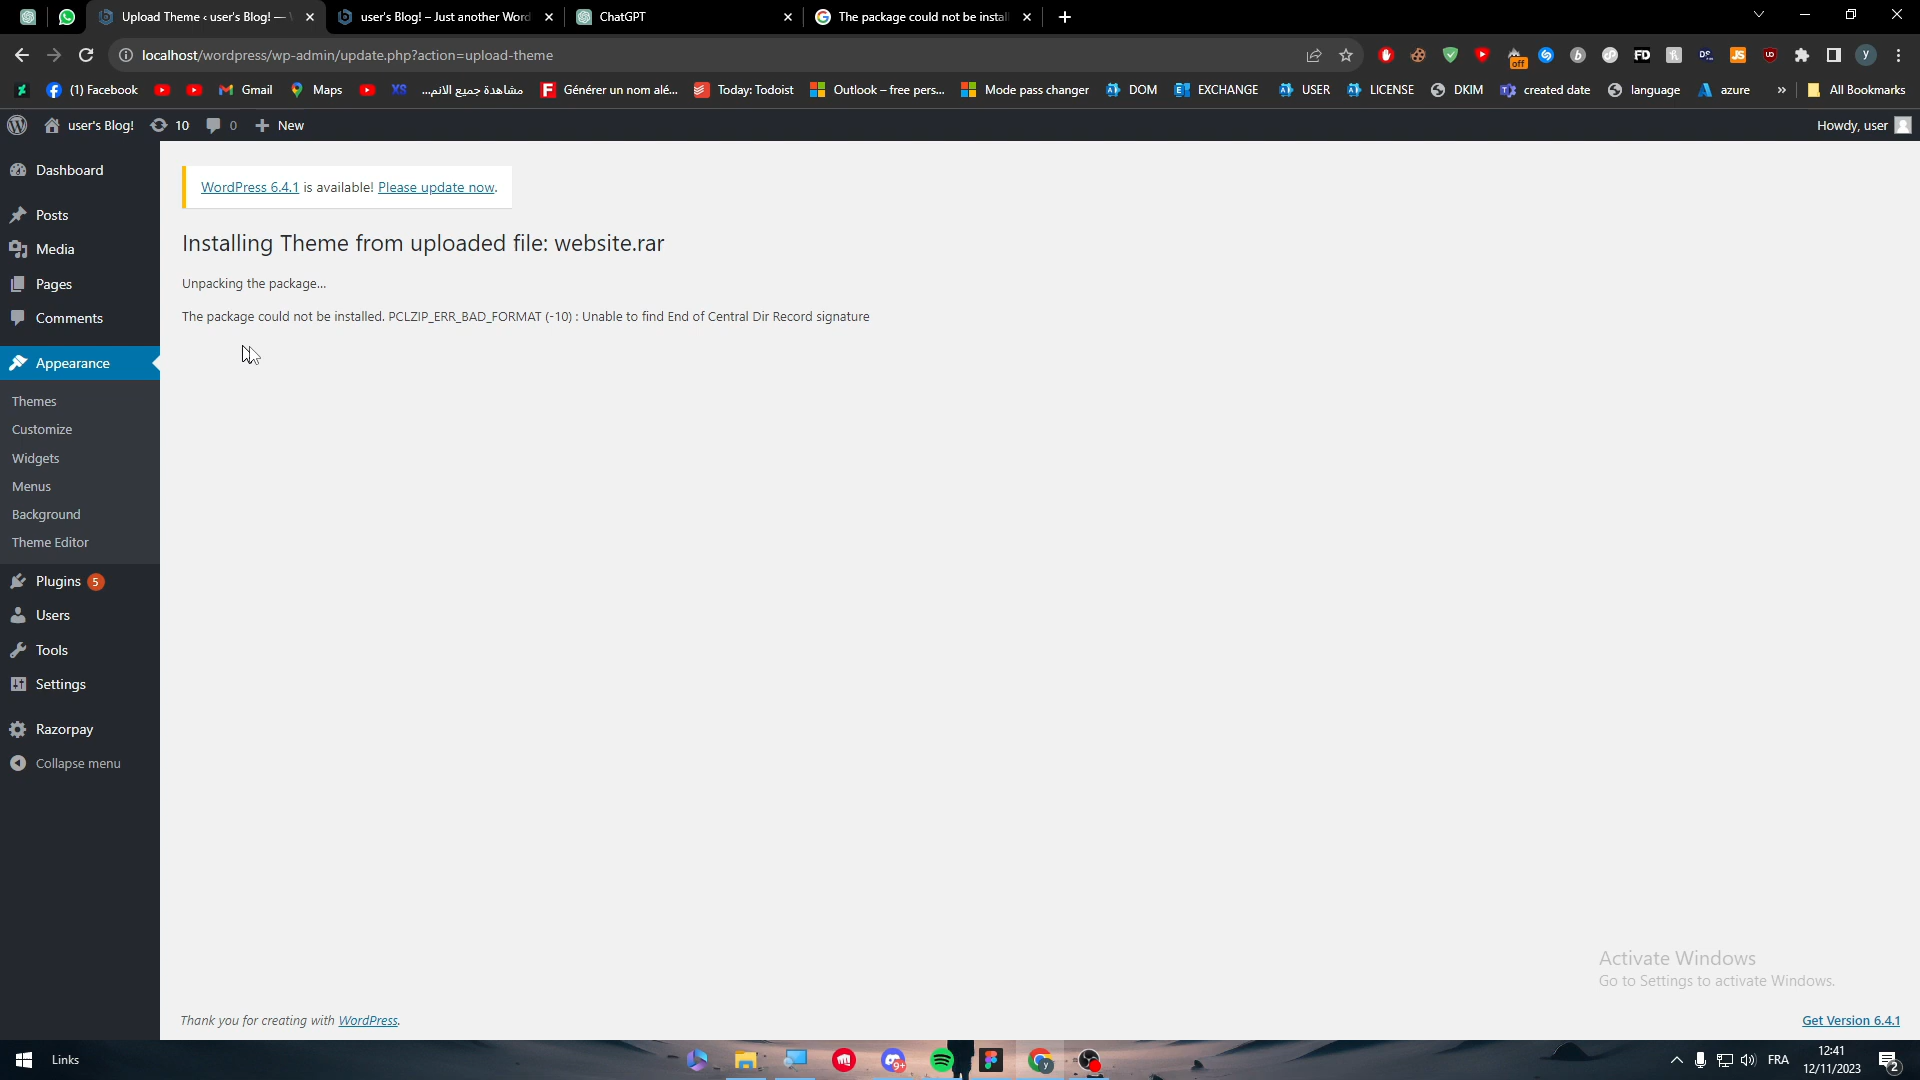 Upload Theme ‹ user's Blog! —
user's Blog! – Just another Word
ChatGPT
The package could not be instal
localhost/wordpress/wp-admin/update.php?action=upload-theme
off
FD
JS
y
(1) Facebook
Gmail
Maps
XS
مشاهدة جميع الانم...
Générer un nom alé...
Today: Todoist
Outlook – free pers...
Mode pass changer
DOM
EXCHANGE
USER
LICENSE
DKIM
created date
language
azure
»
All Bookmarks
user's Blog!
10
0
New
Howdy, user
Dashboard
Posts
Media
Pages
Comments
Appearance
Themes
Customize
Widgets
Menus
Background
Theme Editor
Plugins 5
Users
Tools
Settings
Razorpay
Collapse menu
WordPress 6.4.1 is available! Please update now.
Installing Theme from uploaded file: website.rar
Unpacking the package...
The package could not be installed. PCLZIP_ERR_BAD_FORMAT (-10) : Unable to find End of Central Dir Record signature
Activate Windows
Go to Settings to activate Windows.
Thank you for creating with WordPress.
Get Version 6.4.1
Links
9+
FRA
12:41
12/11/2023
2